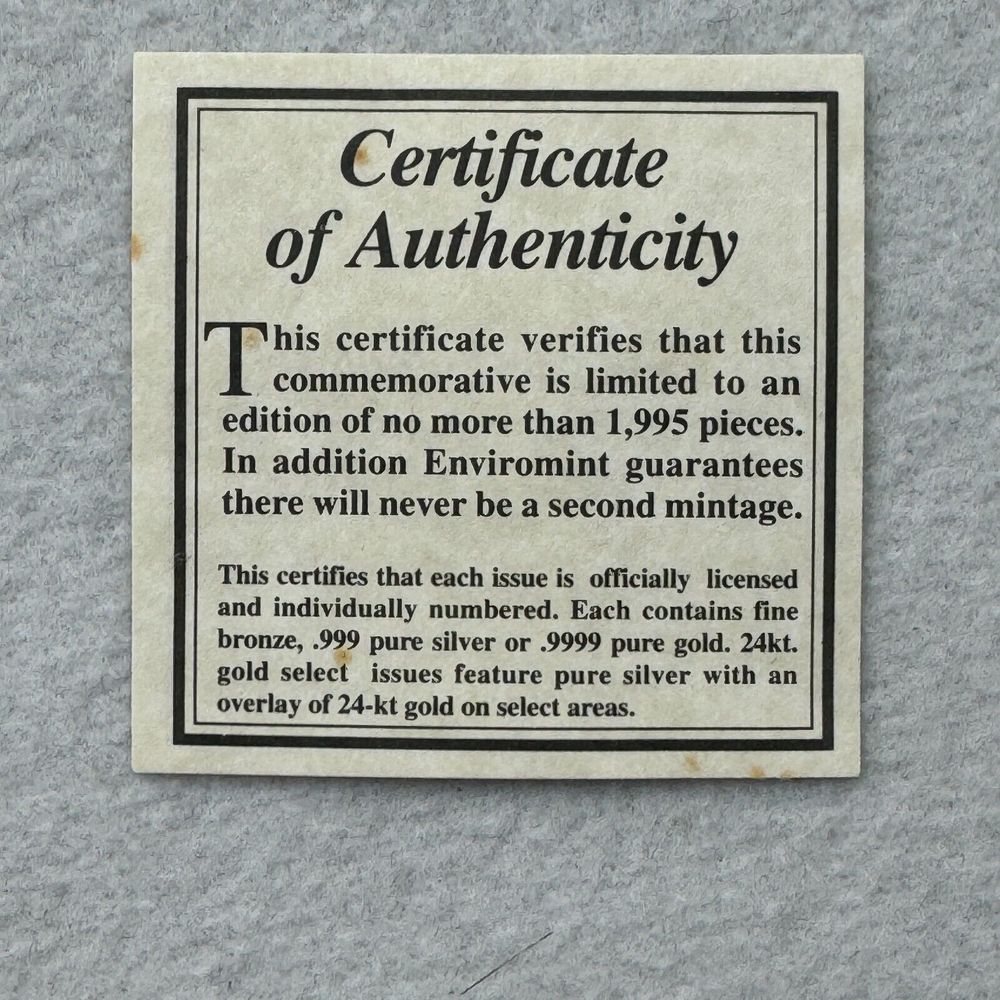 Certificate
of Authenticity
This certificate verifies that this
commemorative is limited to an
edition of no more than 1,995 pieces.
In addition Enviromint guarantees
there will never be a second mintage.
This certifies that each issue is officially licensed
and individually numbered. Each contains fine
bronze, .999 pure silver or .9999 pure gold. 24kt.
gold select issues feature pure silver with an
overlay of 24-kt gold on select areas.